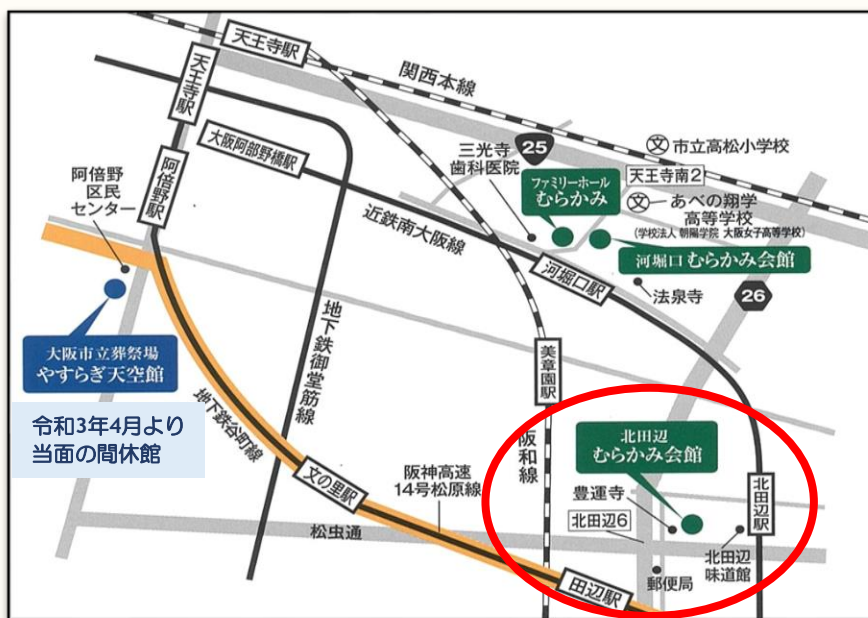 天王寺駅
天王寺駅
関西本線
大阪阿部野橋駅
三光寺
歯科医院
25
文 市立高松小学校
天王寺南2
ファミリーホール
むらかみ
文 あべの翔学
高等学校
(学校法人 朝陽学院 大阪女子高等学校)
阿倍野
区民
センター
阿倍野駅
近鉄南大阪線
河堀口 むらかみ会館
河堀口駅
法泉寺
26
大阪市立葬祭場
やすらぎ天空館
地下鉄御堂筋線
美章園駅
令和3年4月より
当面の間休館
地下鉄谷町線
阪和線
北田辺
むらかみ会館
文の里駅
阪神高速
14号松原線
豊運寺
北田辺駅
松虫通
北田辺6
北田辺
味道館
田辺駅
郵便局